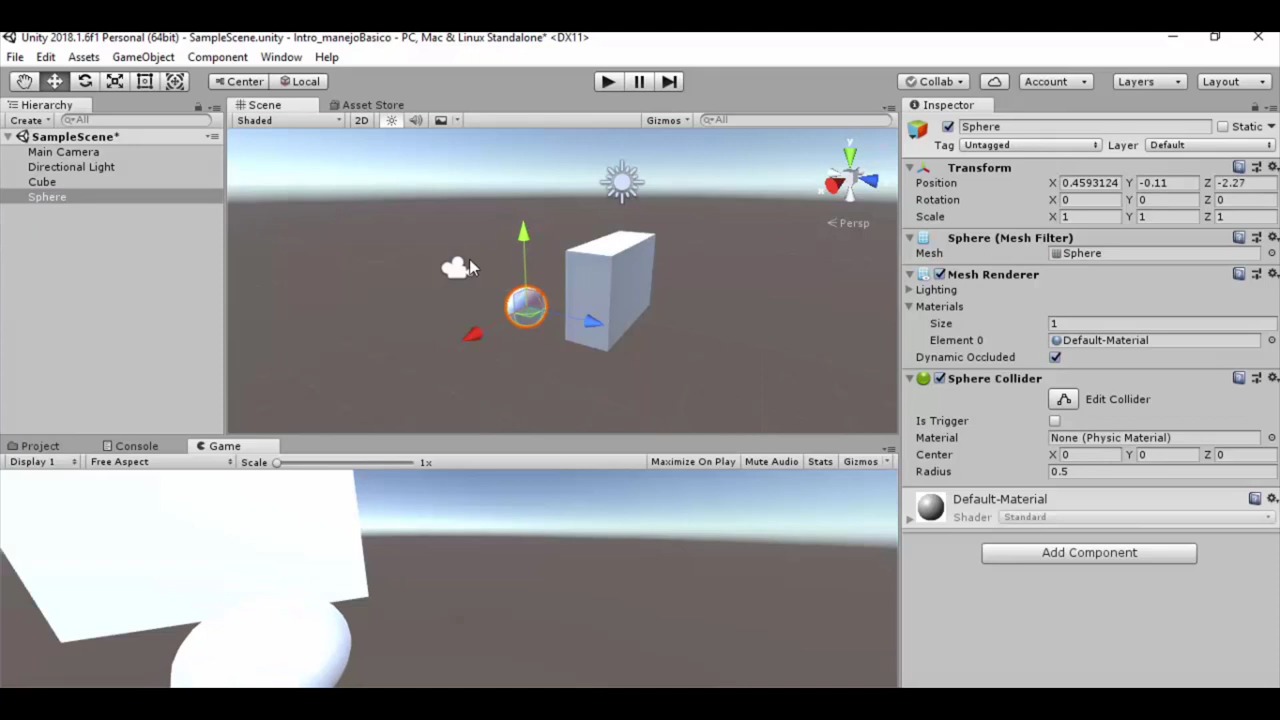 Unity 2018.1.6f1 Personal (64bit) - SampleScene.unity - Intro_manejoBasico - PC, Mac & Linux Standalone* <DX11>
File Edit Assets GameObject Component Window Help
Center Local Collab Account Layers Layout
Hierarchy
Create All
SampleScene*
Main Camera
Directional Light
Cube
Sphere
Scene Asset Store
Shaded 2D Gizmos All
y
x
z
Persp
Project Console Game
Display 1 Free Aspect Scale 1x Maximize On Play Mute Audio Stats Gizmos
Inspector
Sphere Static
Tag Untagged Layer Default
Transform
Position X 0.4593124 Y -0.11 Z -2.27
Rotation X 0 Y 0 Z 0
Scale X 1 Y 1 Z 1
Sphere (Mesh Filter)
Mesh Sphere
Mesh Renderer
Lighting
Materials
Size 1
Element 0 Default-Material
Dynamic Occluded
Sphere Collider
Edit Collider
Is Trigger
Material None (Physic Material)
Center X 0 Y 0 Z 0
Radius 0.5
Default-Material
Shader Standard
Add Component